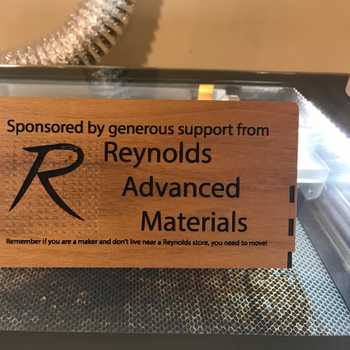 Sponsored by generous support from
R Reynolds
Advanced
Materials
Remember if you are a maker and don't live near a Reynolds store, you need to move!